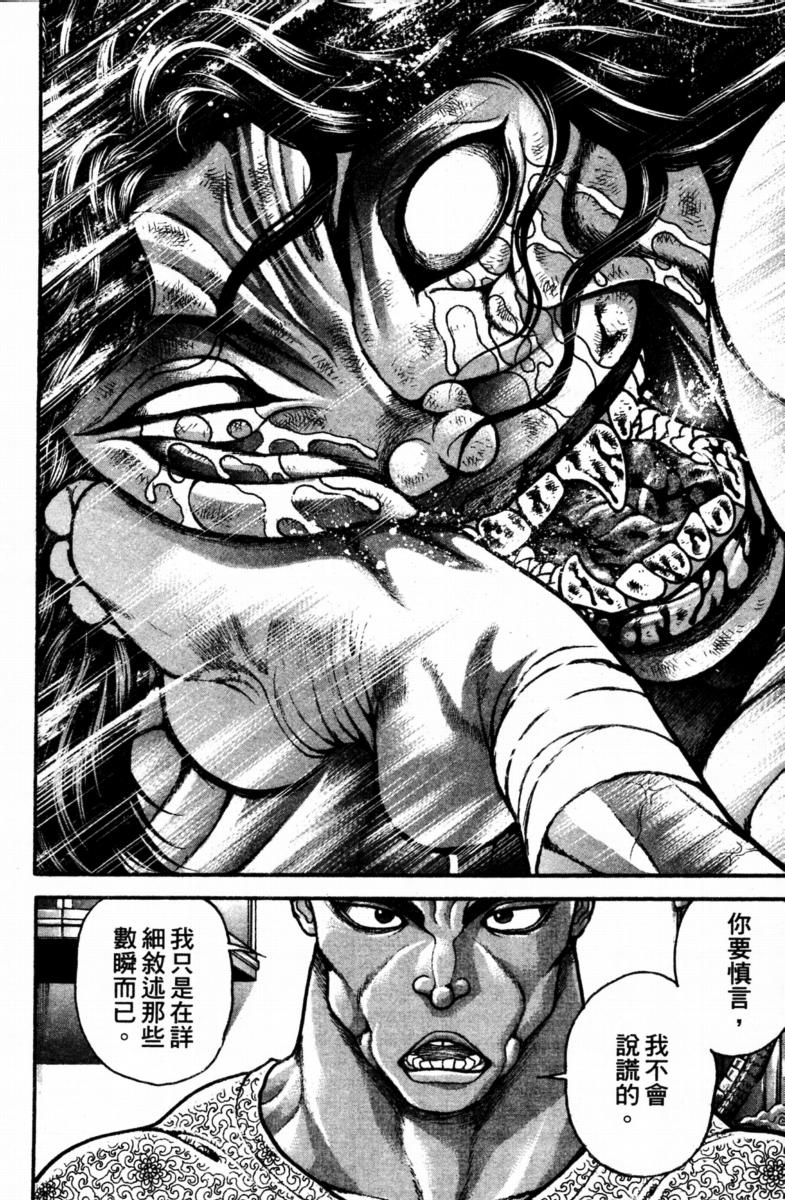 你要慎言，
我不會
說謊的。
我只是在詳
細敘述那些
數瞬而已。